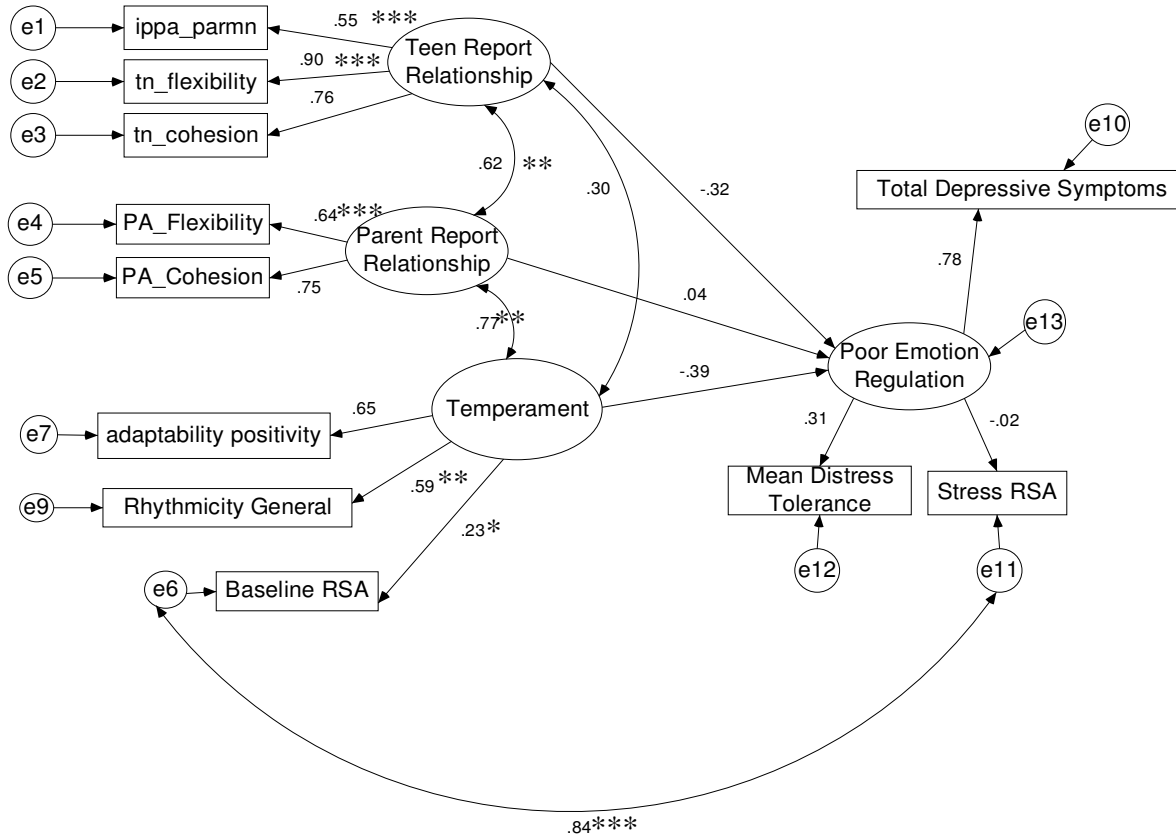 e1
ippa_parmn
.55 ***
Teen Report
Relationship
e2
tn_flexibility
.90 ***
e3
tn_cohesion
.76
e10
.62 **
.30
-.32
Total Depressive Symptoms
e4
PA_Flexibility
.64***
Parent Report
Relationship
e5
PA_Cohesion
.75
.04
.78
.77**
e13
Poor Emotion
Regulation
-.39
Temperament
e7
adaptability positivity
.65
.31
-.02
e9
Rhythmicity General
.59 **
Mean Distress
Tolerance
Stress RSA
.23*
e6
Baseline RSA
e12
e11
.84***